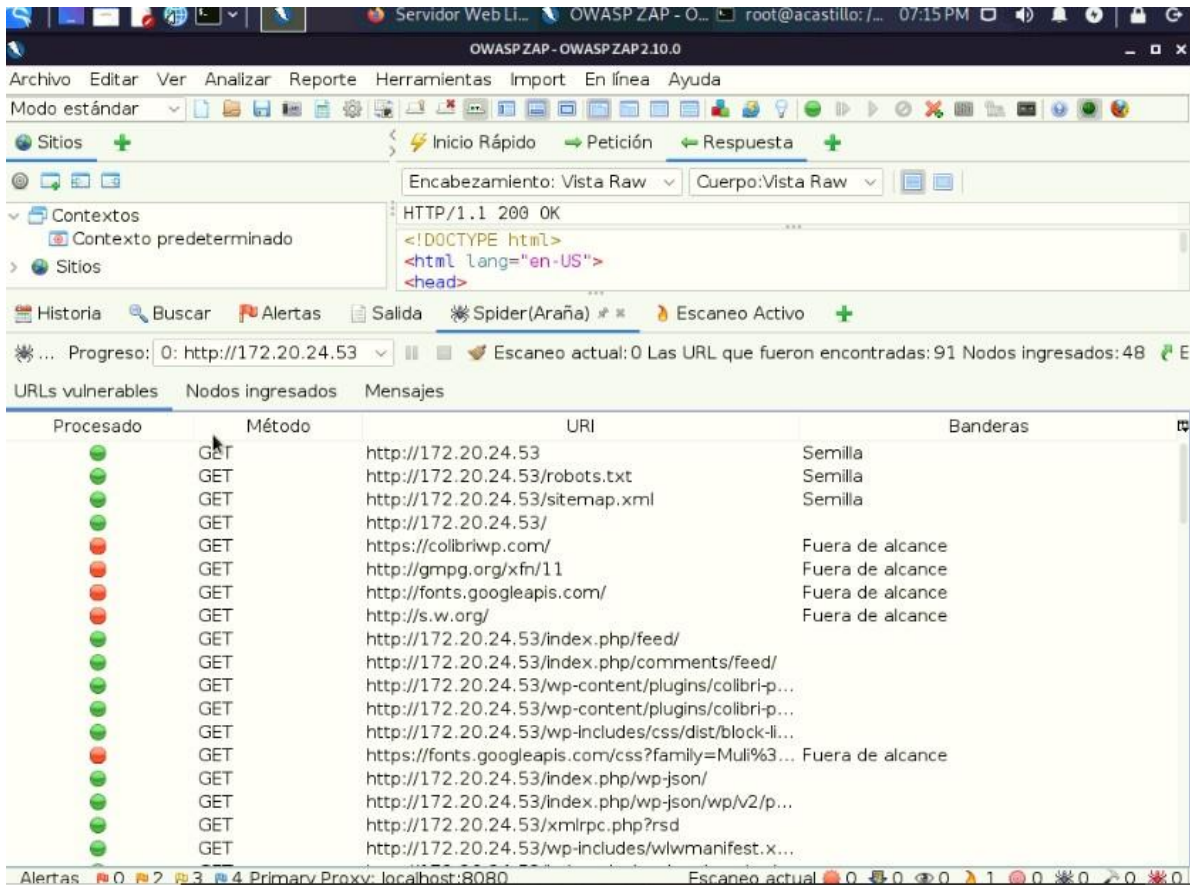 Servidor Web Li... OWASP ZAP - O... root@acastillo: /... 07:15 PM
OWASP ZAP - OWASP ZAP 2.10.0
Archivo Editar Ver Analizar Reporte Herramientas Import En línea Ayuda
Modo estándar
Sitios
Inicio Rápido Petición Respuesta
Encabezamiento: Vista Raw Cuerpo:Vista Raw
Contextos
Contexto predeterminado
Sitios
HTTP/1.1 200 OK
<!DOCTYPE html>
<html lang="en-US">
<head>
Historia Buscar Alertas Salida Spider(Araña) Escaneo Activo
... Progreso: 0: http://172.20.24.53 Escaneo actual: 0 Las URL que fueron encontradas: 91 Nodos ingresados: 48 E
URLs vulnerables Nodos ingresados Mensajes
Procesado Método URI Banderas
GET http://172.20.24.53 Semilla
GET http://172.20.24.53/robots.txt Semilla
GET http://172.20.24.53/sitemap.xml Semilla
GET http://172.20.24.53/
GET https://colibriwp.com/ Fuera de alcance
GET http://gmpg.org/xfn/11 Fuera de alcance
GET http://fonts.googleapis.com/ Fuera de alcance
GET http://s.w.org/ Fuera de alcance
GET http://172.20.24.53/index.php/feed/
GET http://172.20.24.53/index.php/comments/feed/
GET http://172.20.24.53/wp-content/plugins/colibri-p...
GET http://172.20.24.53/wp-content/plugins/colibri-p...
GET http://172.20.24.53/wp-includes/css/dist/block-li...
GET https://fonts.googleapis.com/css?family=Muli%3... Fuera de alcance
GET http://172.20.24.53/index.php/wp-json/
GET http://172.20.24.53/index.php/wp-json/wp/v2/p...
GET http://172.20.24.53/xmlrpc.php?rsd
GET http://172.20.24.53/wp-includes/wlwmanifest.x...
Alertas 0 2 3 4 Primary Proxy: localhost:8080 Escaneo actual 0 0 0 1 0 0 0 0